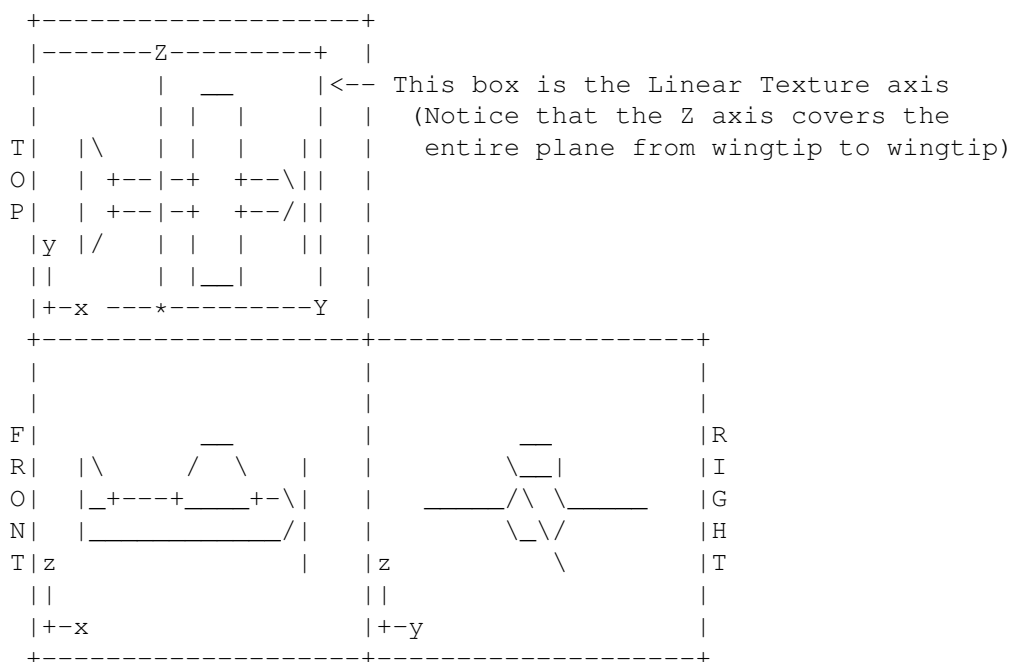 Z
<-- This box is the Linear Texture axis
(Notice that the Z axis covers the
entire plane from wingtip to wingtip)
TOP
y
x
*
Y
FRONT
RIGHT
z
z
x
y